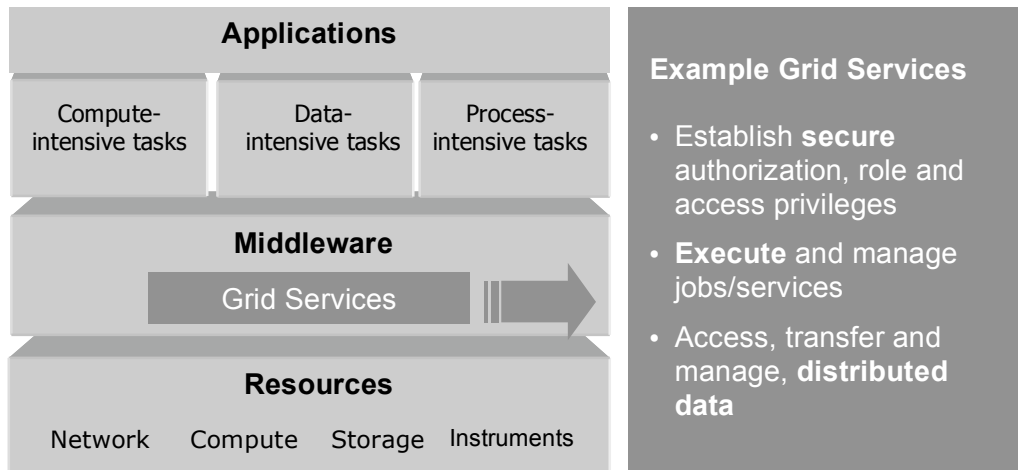 Applications
Compute-
intensive tasks
Data-
intensive tasks
Process-
intensive tasks
Middleware
Grid Services
Resources
Network Compute Storage Instruments
Example Grid Services
• Establish secure
authorization, role and
access privileges
• Execute and manage
jobs/services
• Access, transfer and
manage, distributed
data